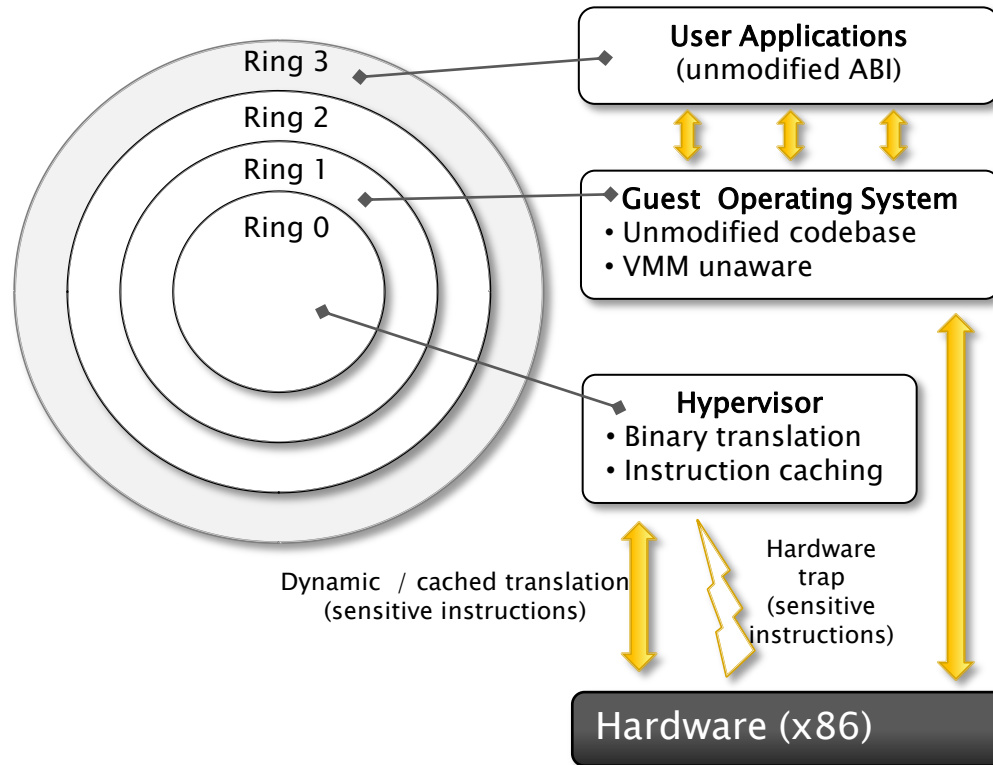 Ring 3
Ring 2
Ring 1
Ring 0
User Applications
(unmodified ABI)
Guest Operating System
• Unmodified codebase
• VMM unaware
Hypervisor
• Binary translation
• Instruction caching
Dynamic / cached translation
(sensitive instructions)
Hardware
trap
(sensitive
instructions)
Hardware (x86)